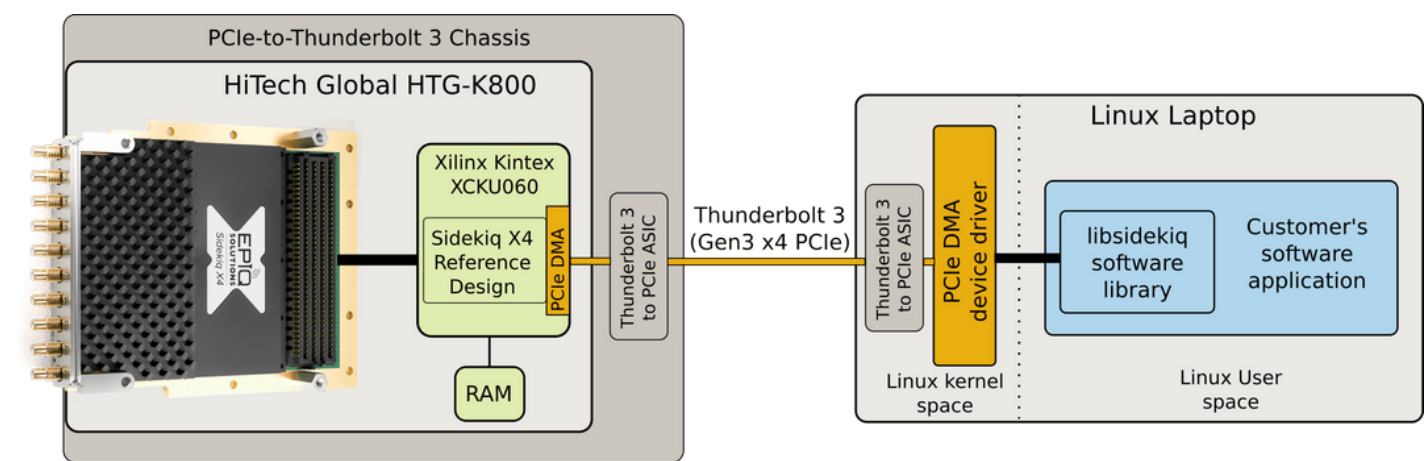 PCIe-to-Thunderbolt 3 Chassis
HiTech Global HTG-K800
EPIQ
SOLUTIONS
Sidekiq X4
Xilinx Kintex
XCKU060
Sidekiq X4
Reference
Design
PCIe DMA
RAM
Thunderbolt 3
to PCIe ASIC
Thunderbolt 3
(Gen3 x4 PCIe)
Linux Laptop
Thunderbolt 3
to PCIe ASIC
PCIe DMA
device driver
libsidekiq
software
library
Customer's
software
application
Linux kernel
space
Linux User
space